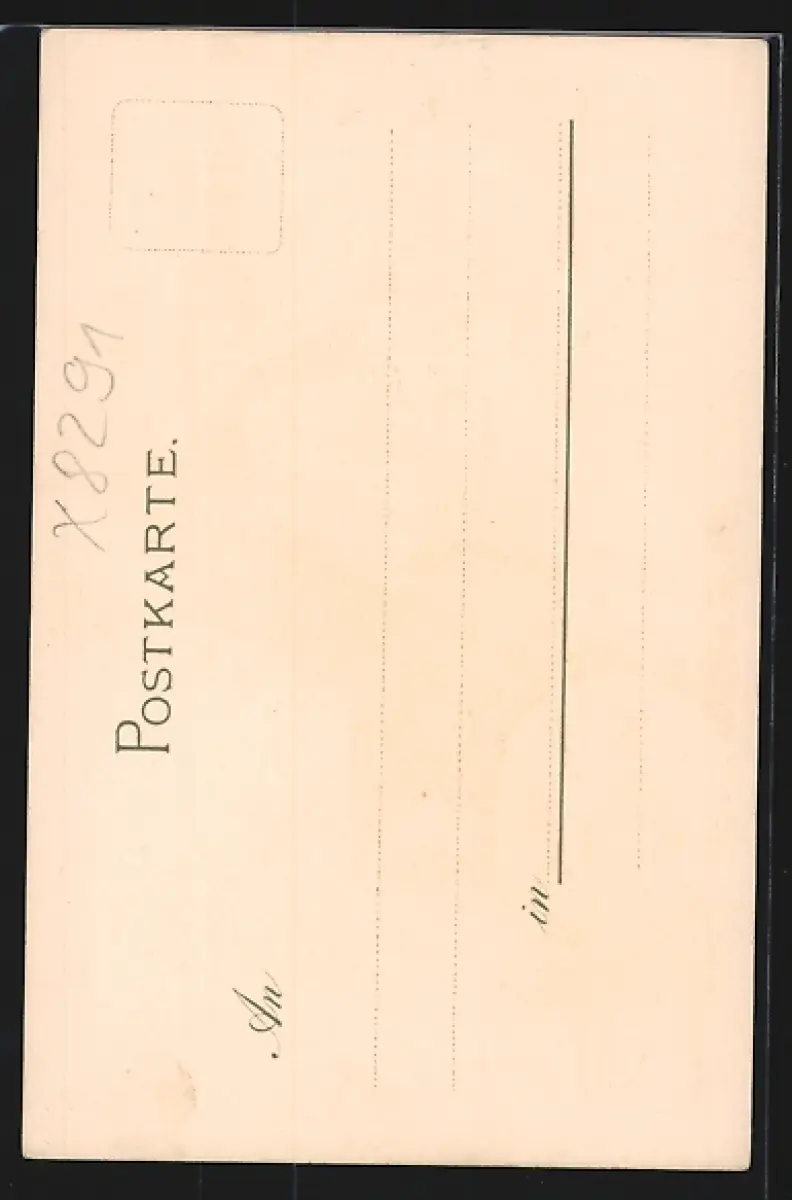 X8291
POSTKARTE.
An
in